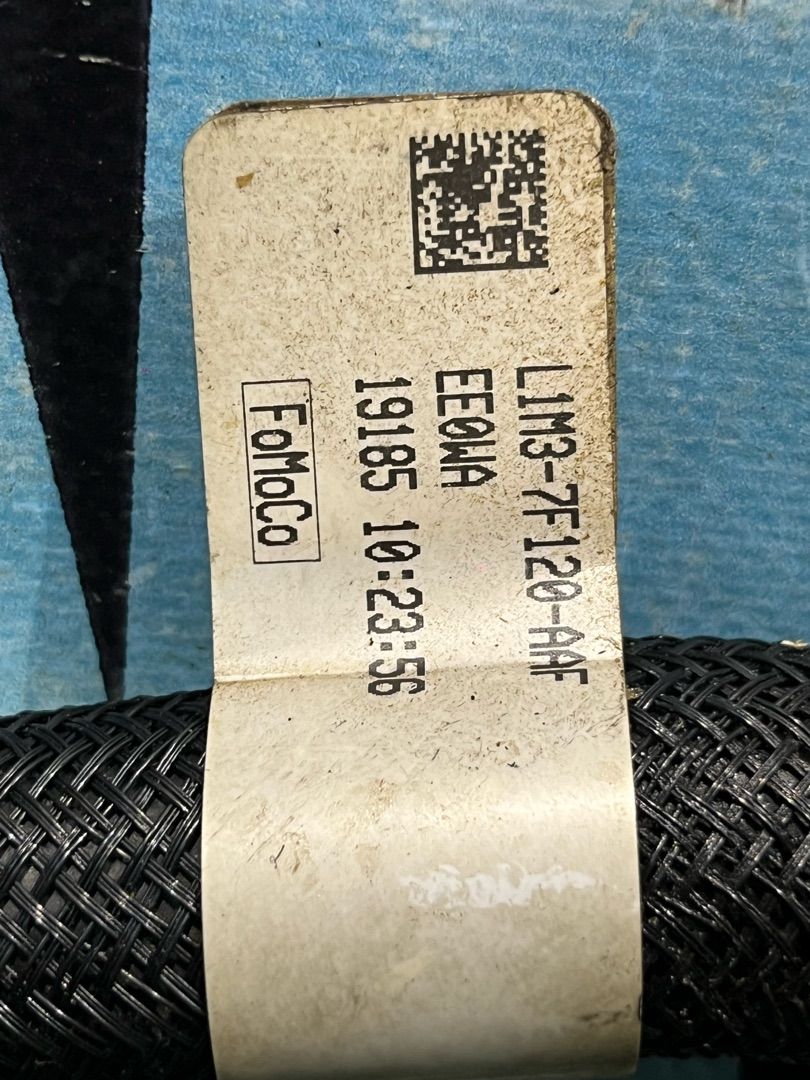 L1M3-7F120-AAF
EE0WA
19185 10:23:56
FoMoCo